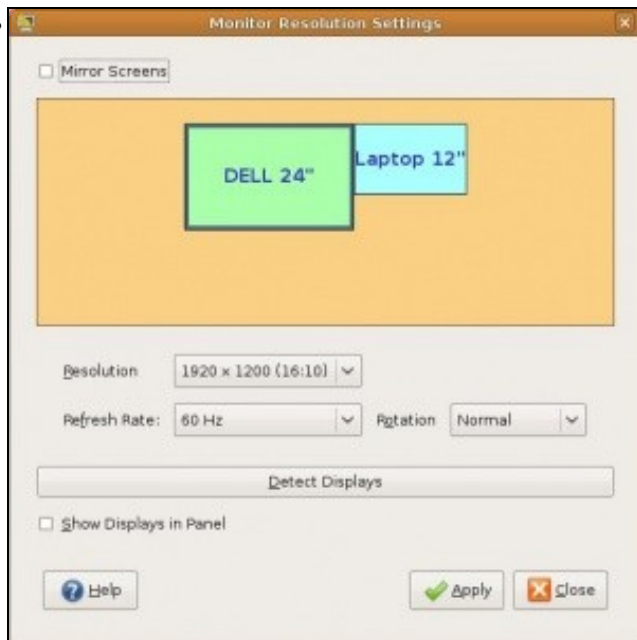 Monitor Resolution Settings
Mirror Screens
DELL 24"
Laptop 12"
Resolution
1920 x 1200 (16:10)
Refresh Rate:
60 Hz
Rotation
Normal
Detect Displays
Show Displays in Panel
Help
Apply
Close